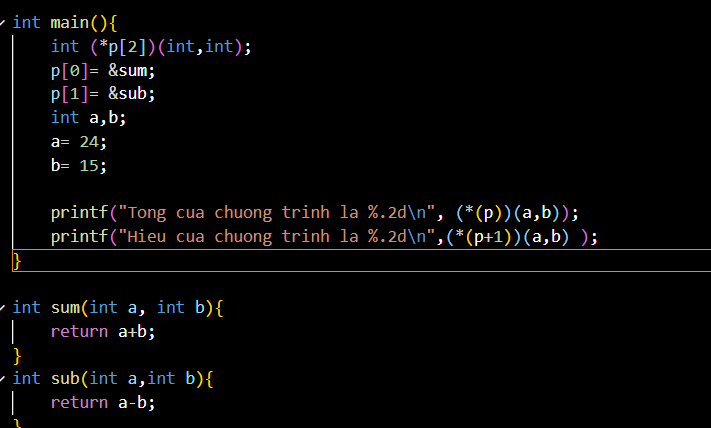 int main(){
int (*p[2])(int,int);
p[0]= &sum;
p[1]= &sub;
int a,b;
a= 24;
b= 15;
printf("Tong cua chuong trinh la %.2d\n", (*(p))(a,b));
printf("Hieu cua chuong trinh la %.2d\n",(*(p+1))(a,b) );
}
int sum(int a, int b){
return a+b;
}
int sub(int a,int b){
return a-b;
}